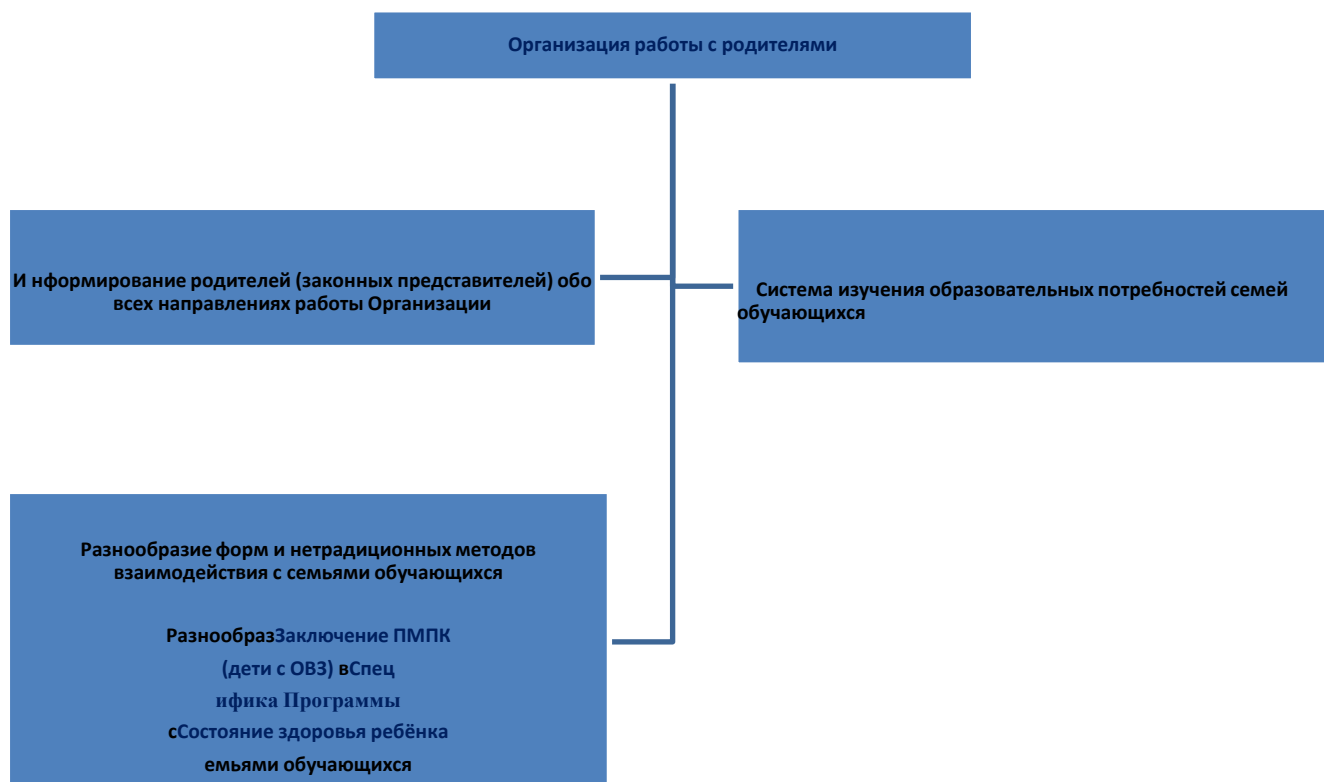 Организация работы с родителями
И нформирование родителей (законных представителей) обо
всех направлениях работы Организации
Система изучения образовательных потребностей семей
обучающихся
Разнообразие форм и нетрадиционных методов
взаимодействия с семьями обучающихся
РазнообразЗаключение ПМПК
(дети с ОВЗ) вСпец
ифика Программы
сСостояние здоровья ребёнка
емьями обучающихся